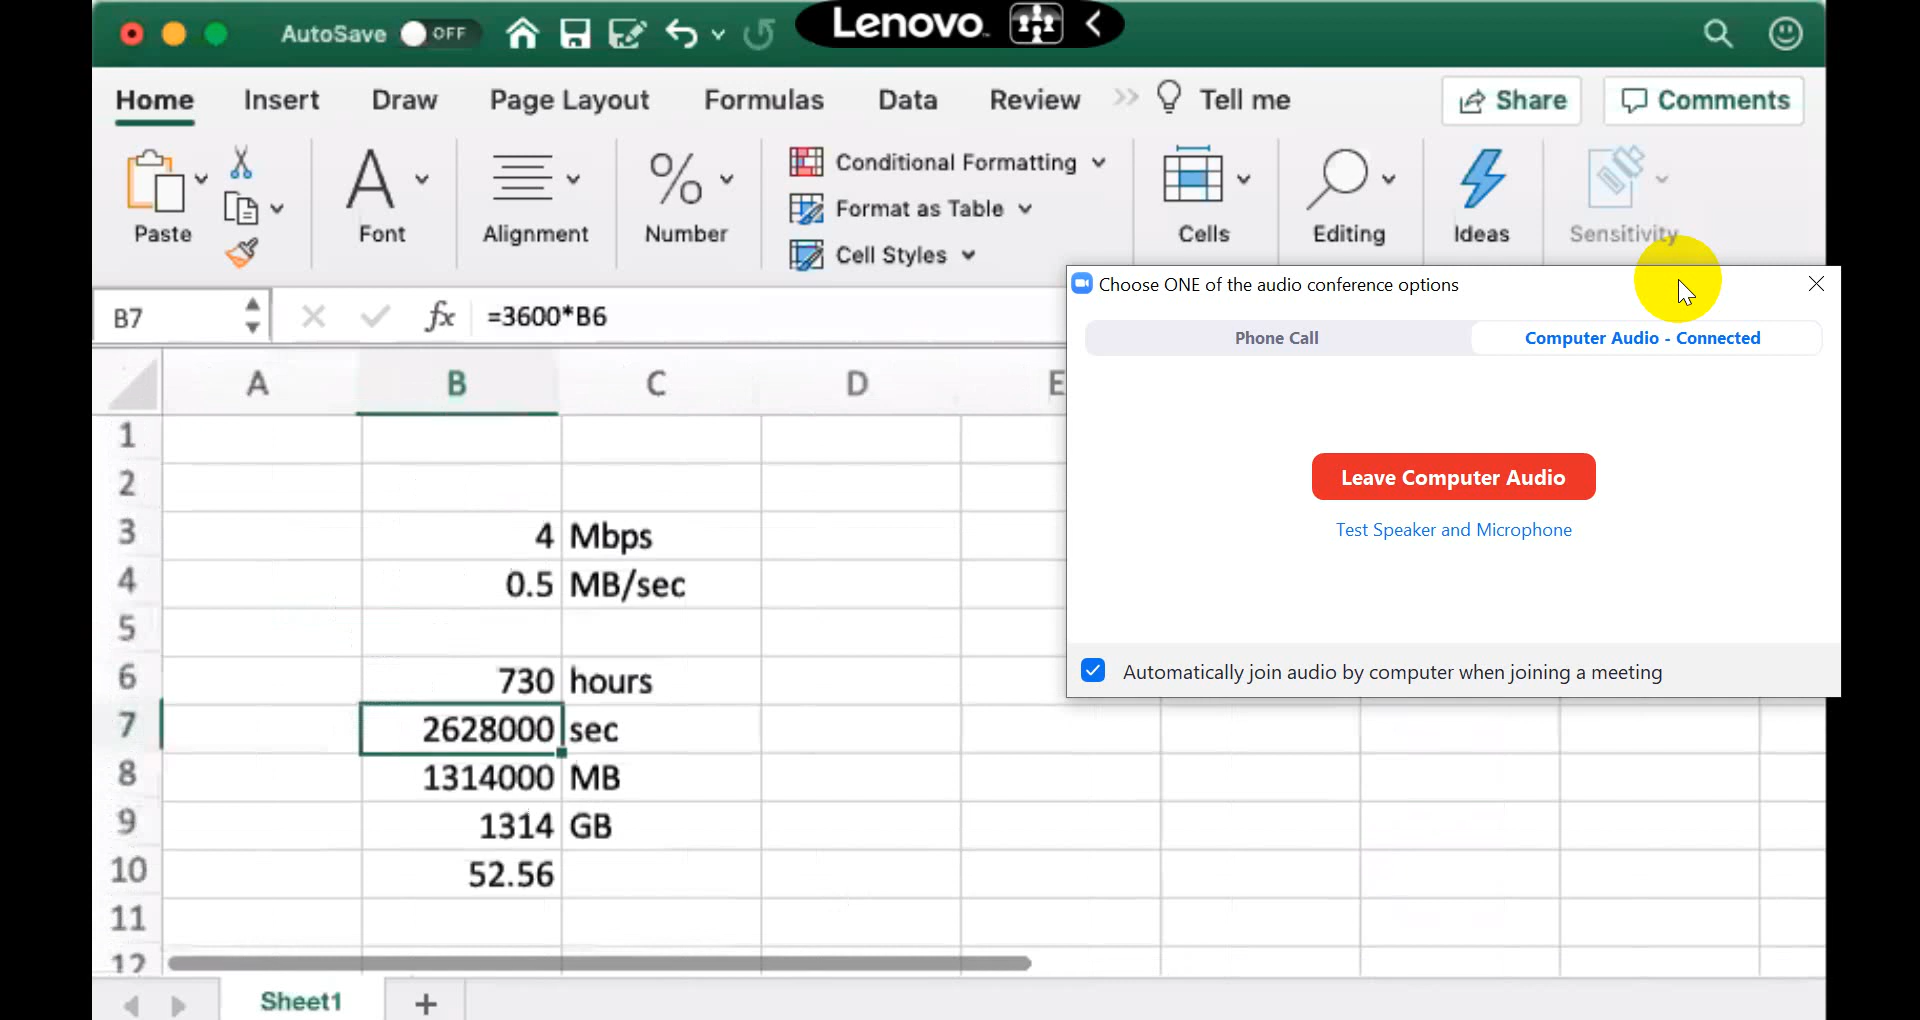 AutoSave OFF
Lenovo
Home Insert Draw Page Layout Formulas Data Review Tell me Share Comments
Paste Font Alignment Number
Conditional Formatting
Format as Table
Cell Styles
Cells Editing Ideas Sensitivity
B7 fx =3600*B6
Choose ONE of the audio conference options
Phone Call Computer Audio - Connected
Leave Computer Audio
Test Speaker and Microphone
Automatically join audio by computer when joining a meeting
A B C D E
1
2
3 4 Mbps
4 0.5 MB/sec
5
6 730 hours
7 2628000 sec
8 1314000 MB
9 1314 GB
10 52.56
11
12
Sheet1 +